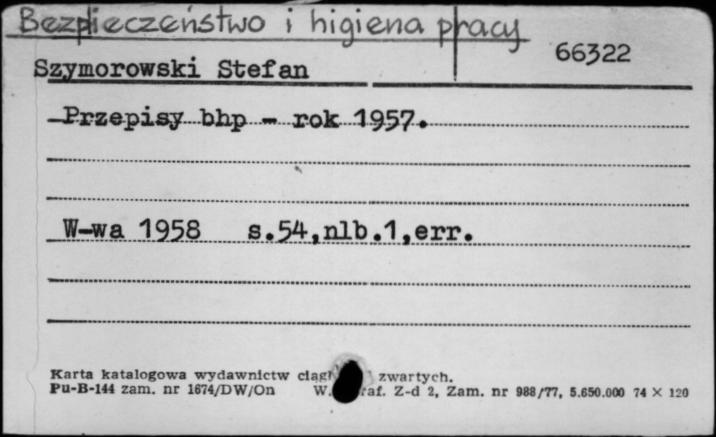 Bezpieczeństwo i higiena pracy
66322
Szymorowski Stefan
Przepisy bhp - rok 1957.
W-wa 1958 s.54,nlb.1,err.
Karta katalogowa wydawnictw zwartych.
Pu-B-144 zam. nr 1674/DW/On Z-d 2, Zam. nr 988/77, 5.650.000 74 × 120